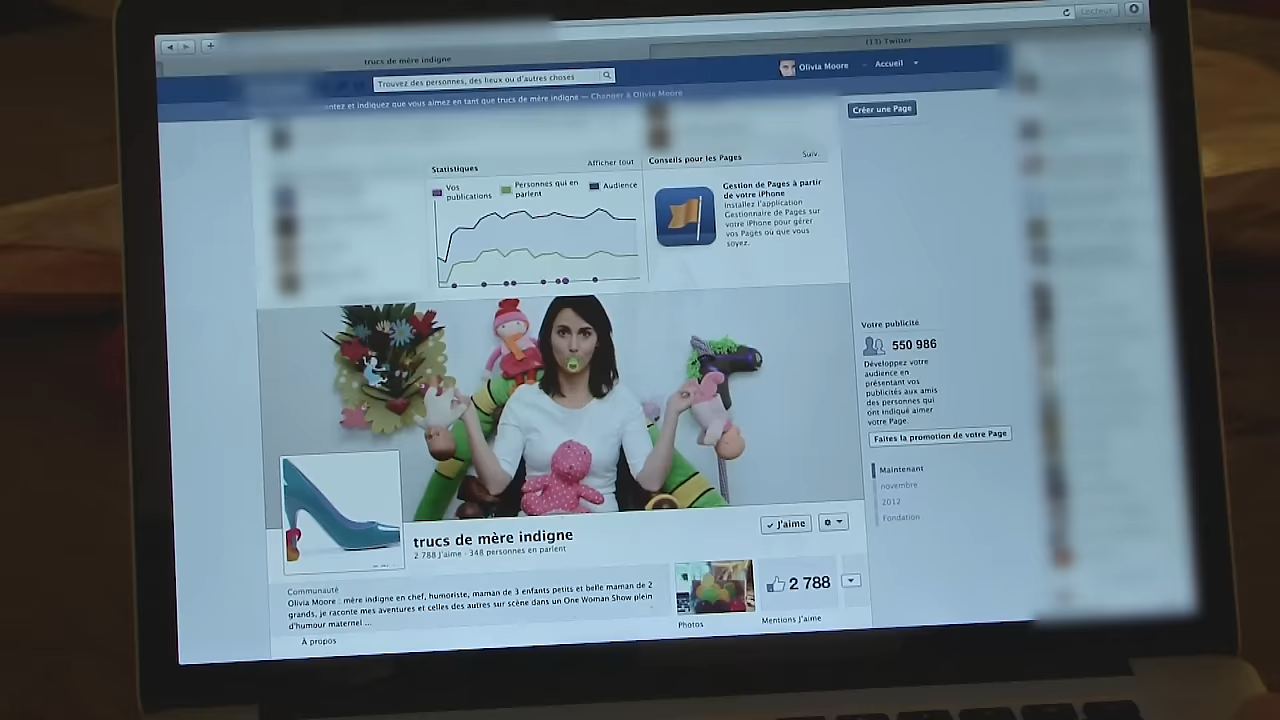 Lecteur
trucs de mère indigne
(13) Twitter
Trouvez des personnes, des lieux ou d'autres choses
Olivia Moore
Accueil
et indiquez que vous aimez en tant que trucs de mère indigne — Changer à Olivia Moore
Créer une Page
Statistiques
Afficher tout
Conseils pour les Pages
Suiv.
Vos
publications
Personnes qui en
parlent
Audience
Gestion de Pages à partir
de votre iPhone
Installez l'application
Gestionnaire de Pages sur
votre iPhone pour gérer
vos Pages où que vous
soyez.
Votre publicité
550 986
Développez votre
audience en
présentant vos
publicités aux amis
des personnes qui
ont indiqué aimer
votre Page.
Faites la promotion de votre Page
Maintenant
novembre
2012
Fondation
trucs de mère indigne
2 788 J'aime · 348 personnes en parlent
J'aime
Communauté
Olivia Moore : mère indigne en chef, humoriste, maman de 3 enfants petits et belle maman de 2
grands, je raconte mes aventures et celles des autres sur scène dans un One Woman Show plein
d'humour maternel ...
À propos
Photos
2 788
Mentions J'aime